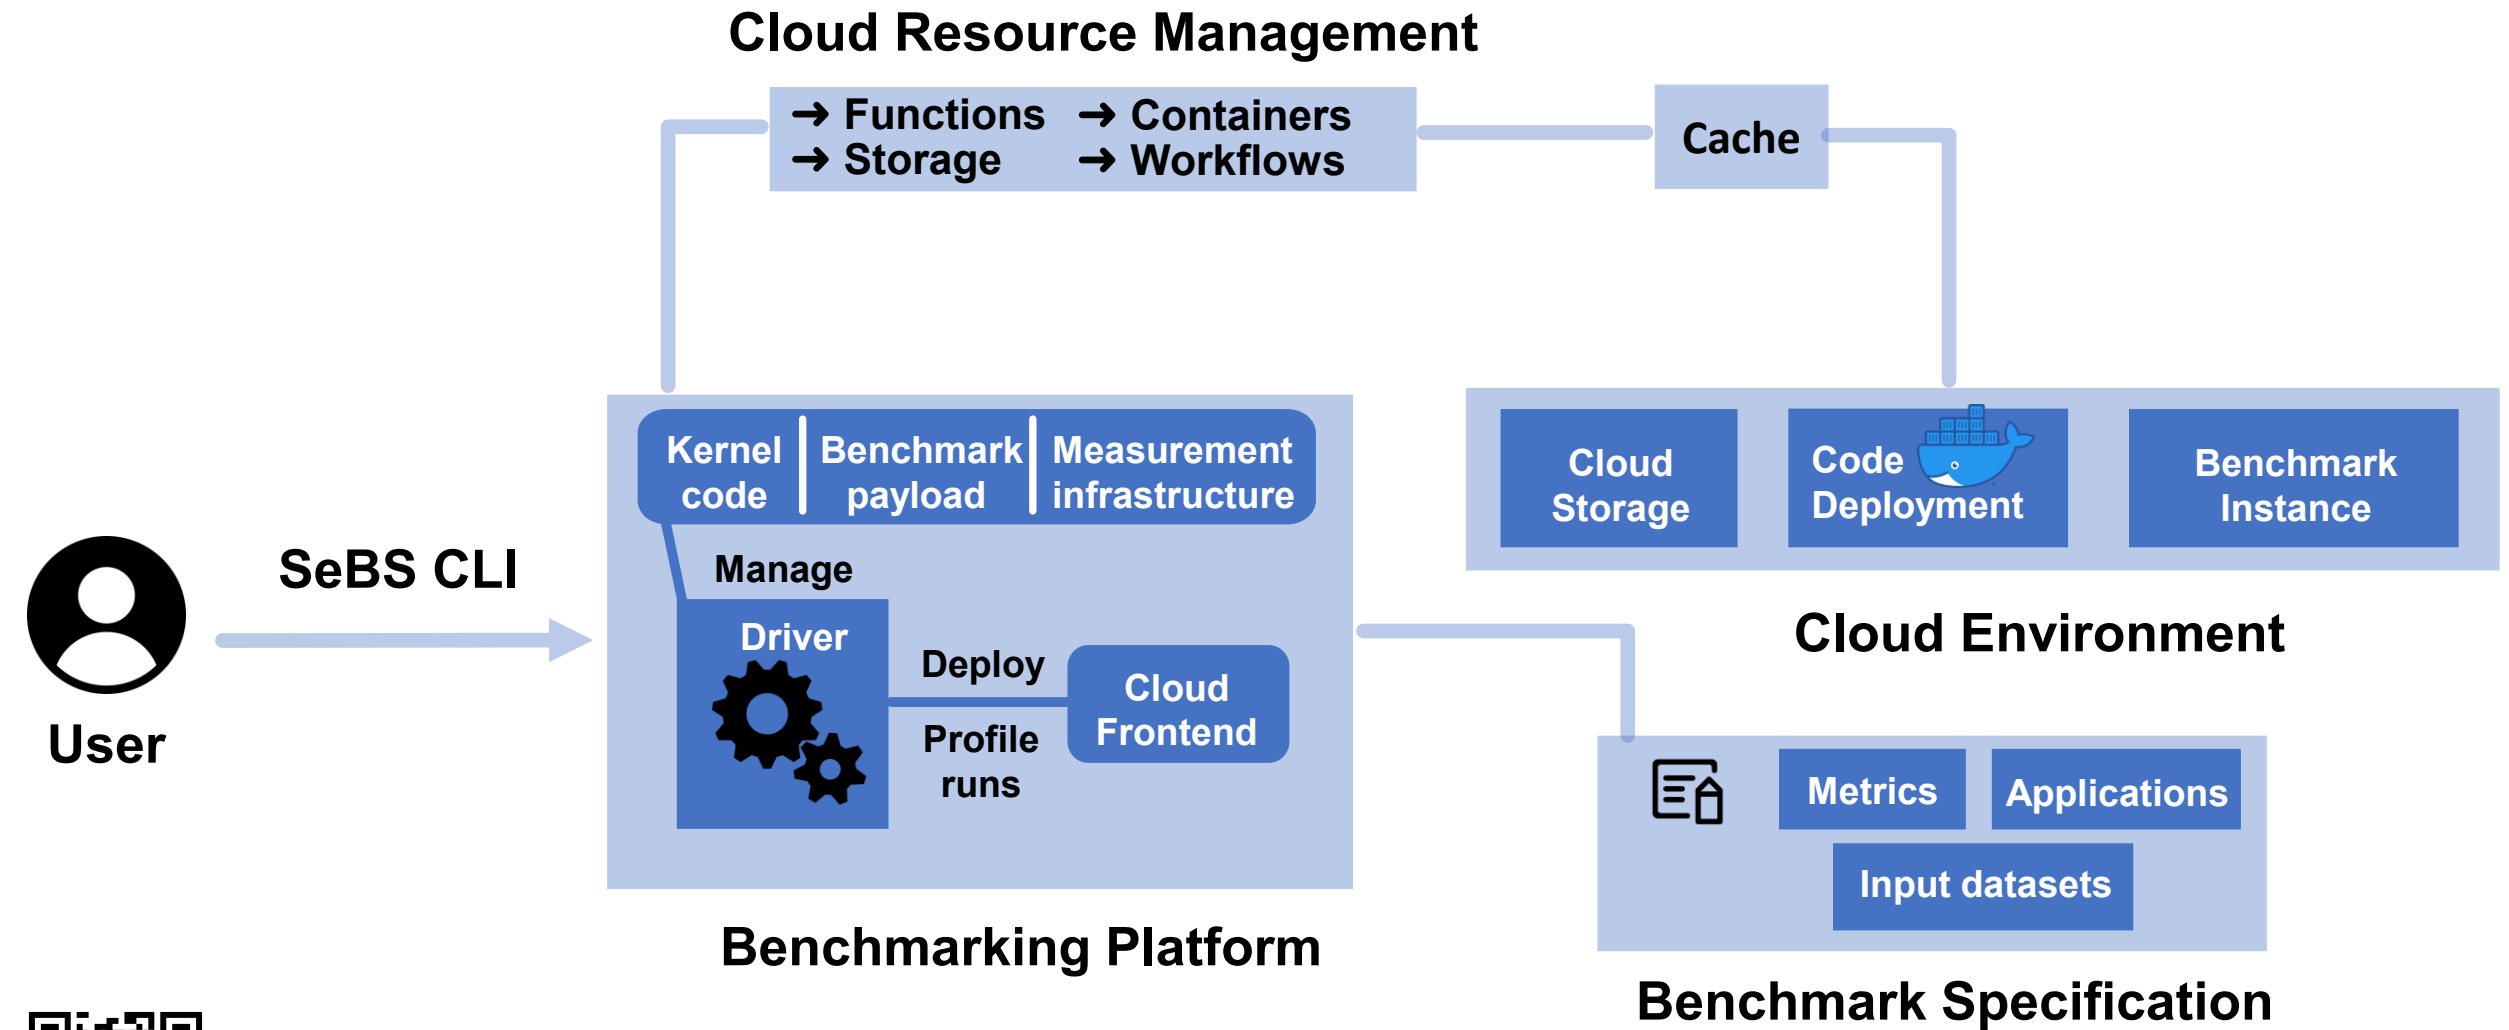 Cloud Resource Management
➜ Functions ➜ Containers
➜ Storage ➜ Workflows
Cache
Kernel code
Benchmark payload
Measurement infrastructure
Manage
Driver
Deploy
Profile runs
Cloud Frontend
Benchmarking Platform
SeBS CLI
User
Cloud Storage
Code Deployment
Benchmark Instance
Cloud Environment
Metrics
Applications
Input datasets
Benchmark Specification